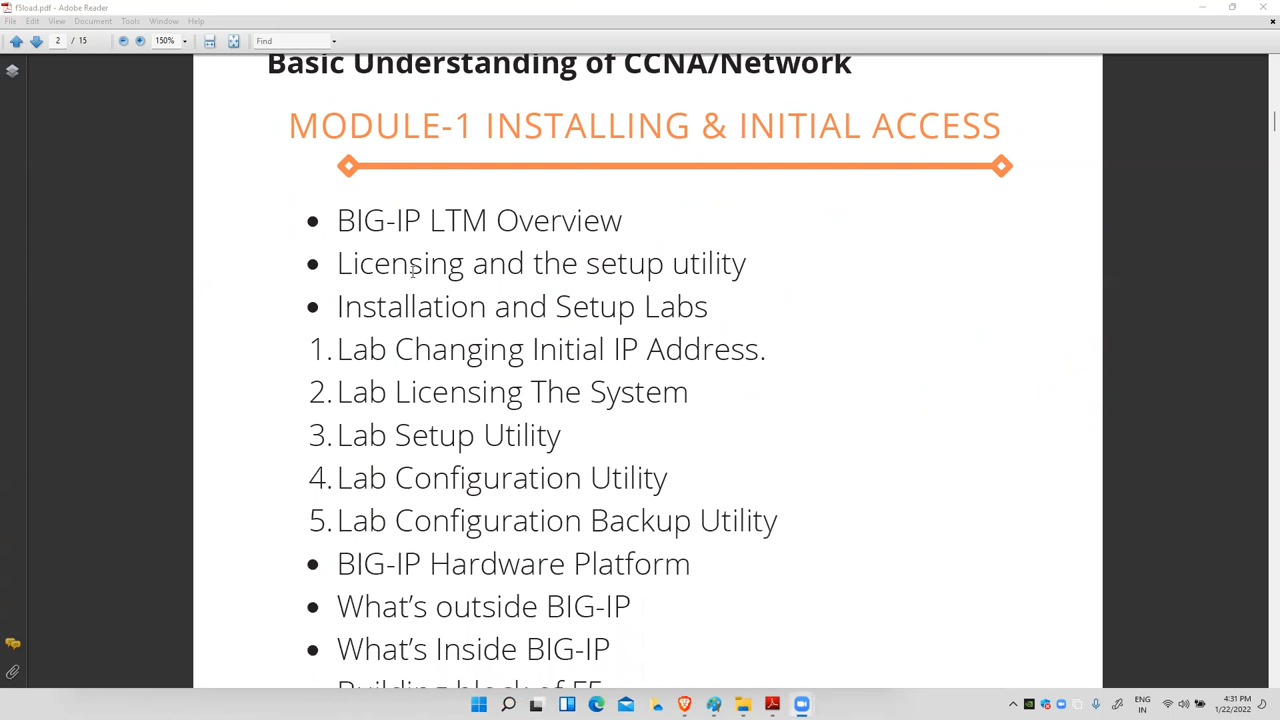 f5load.pdf - Adobe Reader
File Edit View Document Tools Window Help
2 / 15 150% Find
Basic Understanding of CCNA/Network
MODULE-1 INSTALLING & INITIAL ACCESS
• BIG-IP LTM Overview
• Licensing and the setup utility
• Installation and Setup Labs
1. Lab Changing Initial IP Address.
2. Lab Licensing The System
3. Lab Setup Utility
4. Lab Configuration Utility
5. Lab Configuration Backup Utility
• BIG-IP Hardware Platform
• What's outside BIG-IP
• What's Inside BIG-IP
Building block of F5
ENG
IN
4:31 PM
1/22/2022